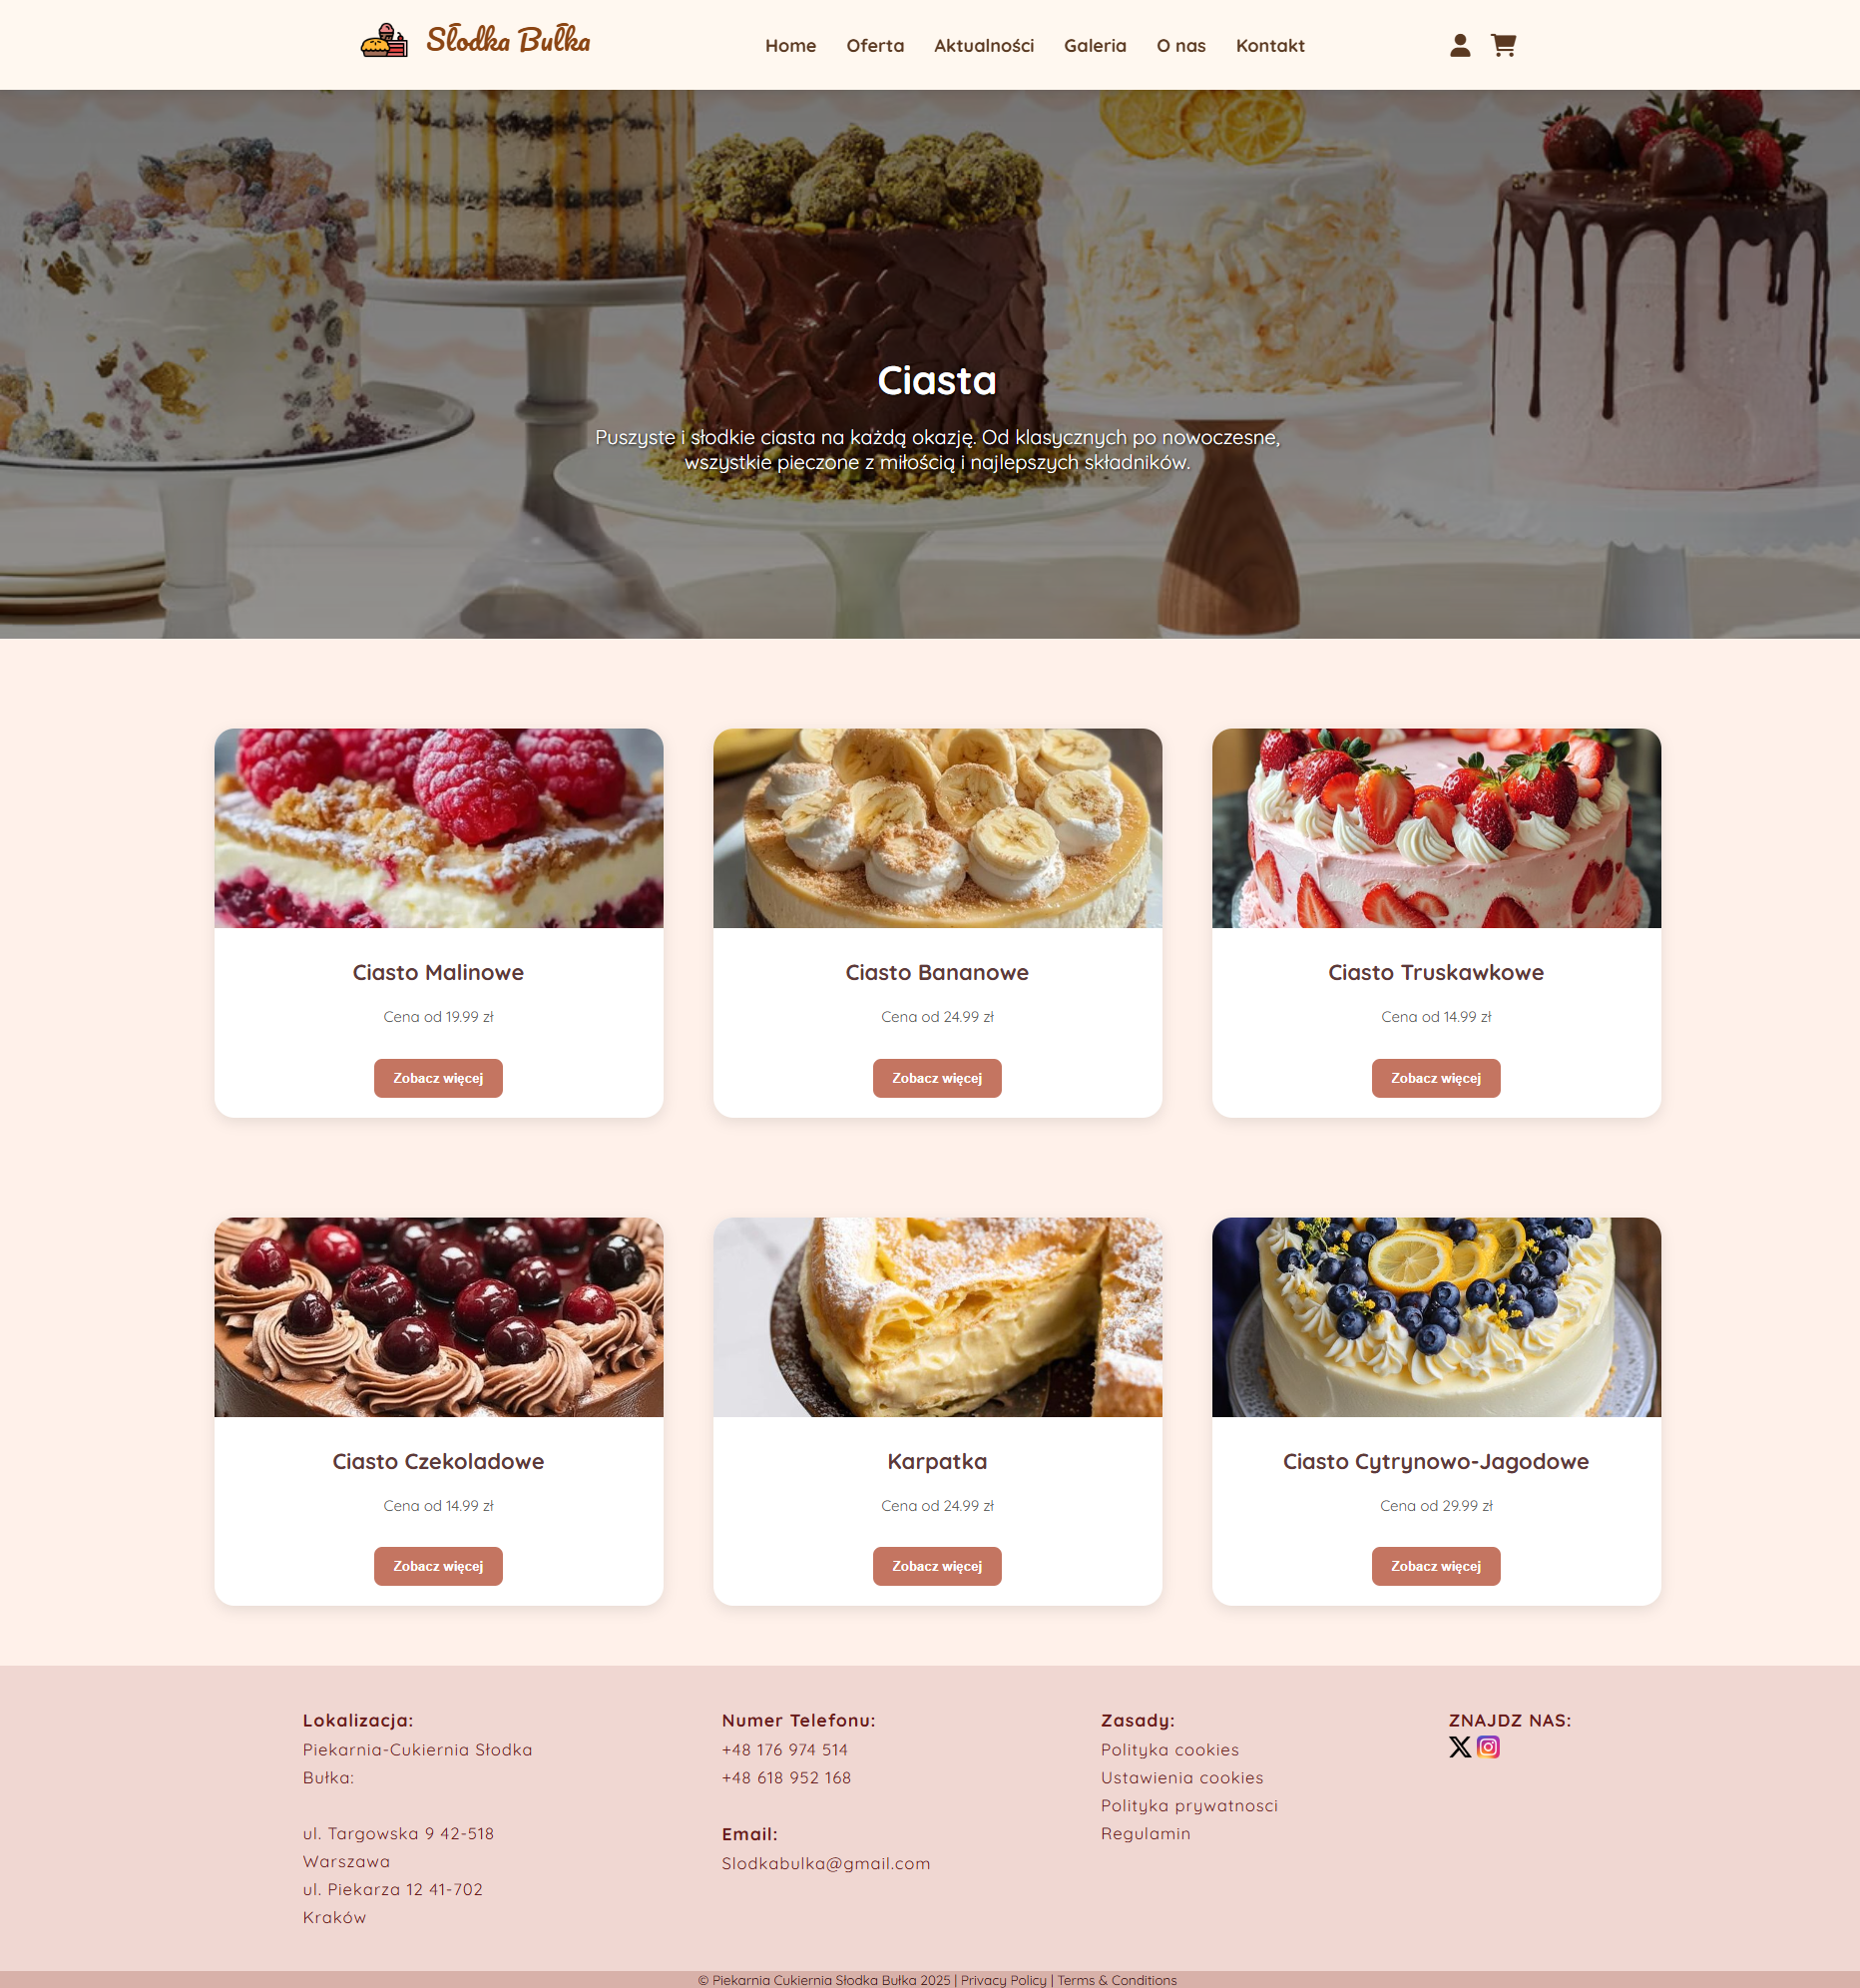 Słodka Bułka
Home Oferta Aktualności Galeria O nas Kontakt
Ciasta
Puszyste i słodkie ciasta na każdą okazję. Od klasycznych po nowoczesne,
wszystkie pieczone z miłością i najlepszych składników.
Ciasto Malinowe
Cena od 19.99 zł
Zobacz więcej
Ciasto Bananowe
Cena od 24.99 zł
Zobacz więcej
Ciasto Truskawkowe
Cena od 14.99 zł
Zobacz więcej
Ciasto Czekoladowe
Cena od 14.99 zł
Zobacz więcej
Karpatka
Cena od 24.99 zł
Zobacz więcej
Ciasto Cytrynowo-Jagodowe
Cena od 29.99 zł
Zobacz więcej
Lokalizacja:
Piekarnia-Cukiernia Słodka
Bułka:
ul. Targowska 9 42-518
Warszawa
ul. Piekarza 12 41-702
Kraków
Numer Telefonu:
+48 176 974 514
+48 618 952 168
Email:
Slodkabulka@gmail.com
Zasady:
Polityka cookies
Ustawienia cookies
Polityka prywatnosci
Regulamin
ZNAJDZ NAS:
© Piekarnia Cukiernia Słodka Bułka 2025 | Privacy Policy | Terms & Conditions